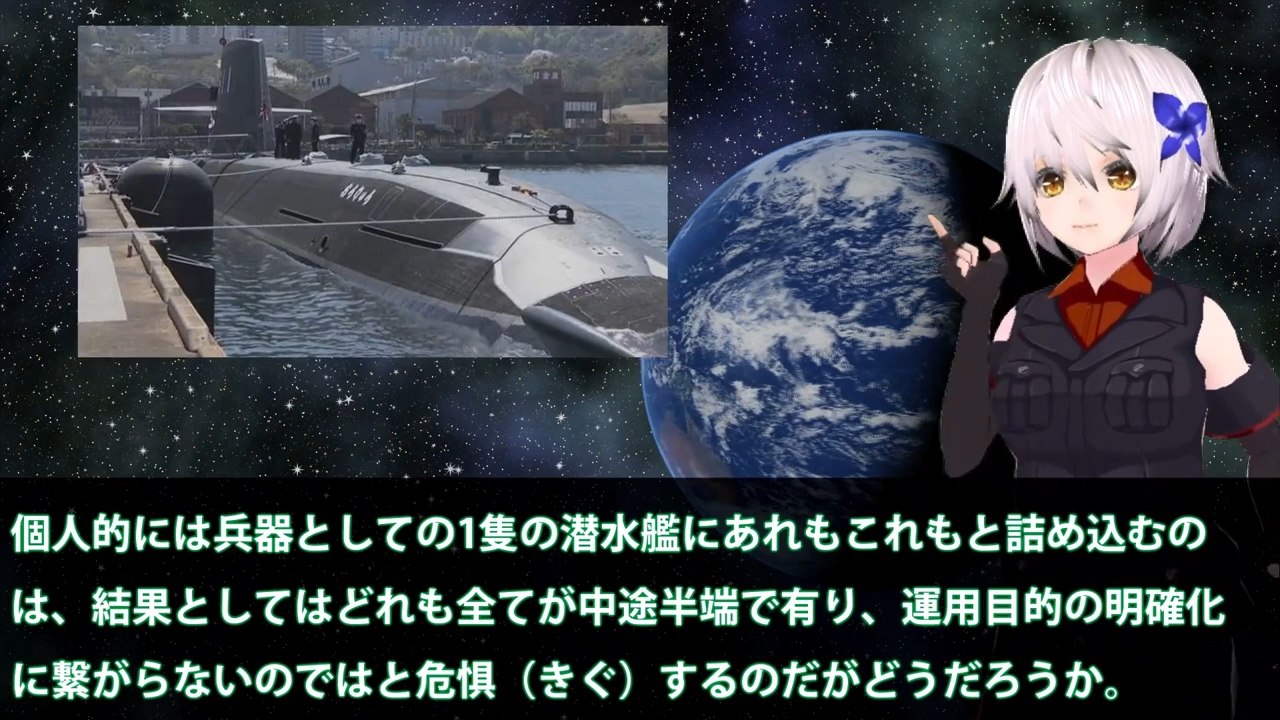 個人的には兵器としての1隻の潜水艦にあれもこれもと詰め込むの
は、結果としてはどれも全てが中途半端で有り、運用目的の明確化
に繋がらないのではと危惧（きぐ）するのだがどうだろうか。